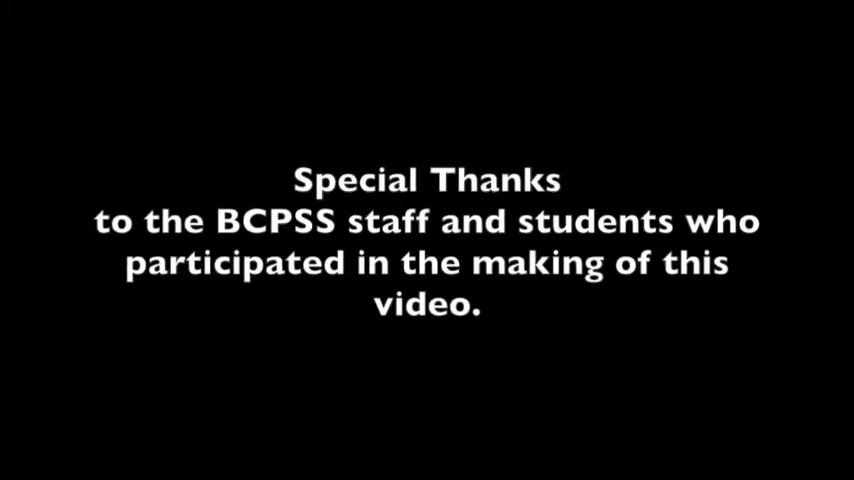 Special Thanks
to the BCPSS staff and students who
participated in the making of this
video.